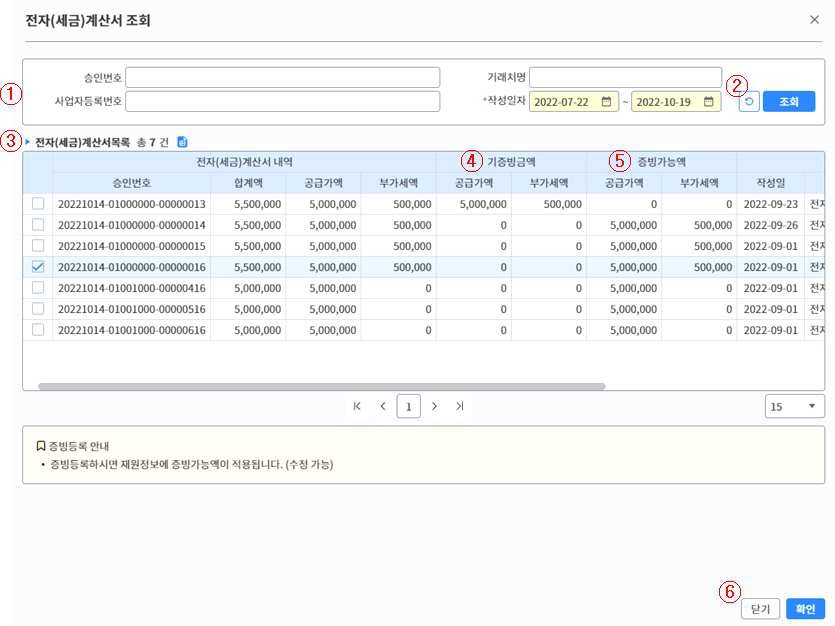 전자(세금)계산서 조회
승인번호 거래처명
① ②
사업자등록번호 *작성일자 2022-07-22 ~ 2022-10-19 조회
③ 전자(세금)계산서목록 총 7 건
전자(세금)계산서 내역 ④ 기증빙금액 ⑤ 증빙가능액
승인번호 합계액 공급가액 부가세액 공급가액 부가세액 공급가액 부가세액 작성일
20221014-01000000-00000013 5,500,000 5,000,000 500,000 5,000,000 500,000 0 0 2022-09-23 전자
20221014-01000000-00000014 5,500,000 5,000,000 500,000 0 0 5,000,000 500,000 2022-09-26 전자
20221014-01000000-00000015 5,500,000 5,000,000 500,000 0 0 5,000,000 500,000 2022-09-01 전자
20221014-01000000-00000016 5,500,000 5,000,000 500,000 0 0 5,000,000 500,000 2022-09-01 전자
20221014-01001000-00000416 5,000,000 5,000,000 0 0 0 5,000,000 0 2022-09-01 전자
20221014-01001000-00000516 5,000,000 5,000,000 0 0 0 5,000,000 0 2022-09-01 전자
20221014-01001000-00000616 5,000,000 5,000,000 0 0 0 5,000,000 0 2022-09-01 전자
1 15
증빙등록 안내
• 증빙등록하시면 재원정보에 증빙가능액이 적용됩니다. (수정 가능)
⑥
닫기 확인